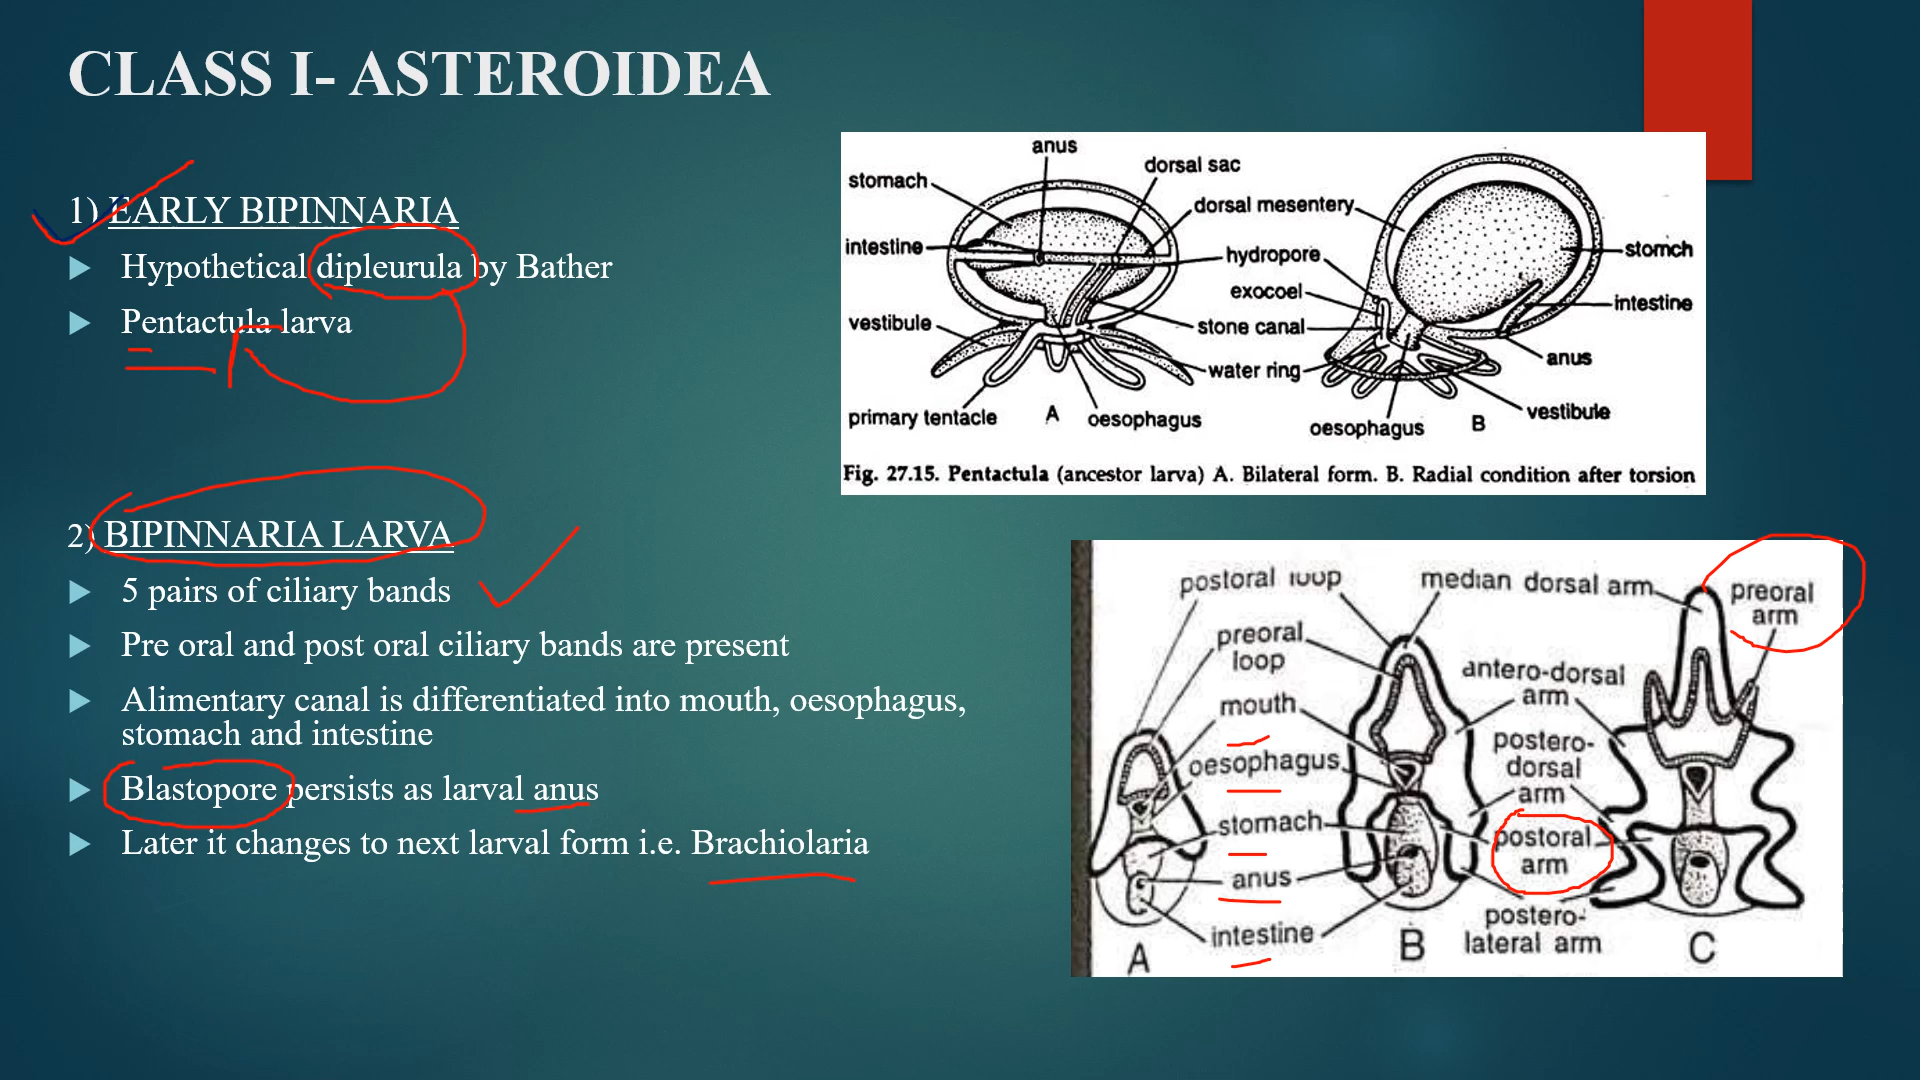 CLASS I- ASTEROIDEA
1) EARLY BIPINNARIA
Hypothetical dipleurula by Bather
Pentactula larva
2) BIPINNARIA LARVA
5 pairs of ciliary bands
Pre oral and post oral ciliary bands are present
Alimentary canal is differentiated into mouth, oesophagus,
stomach and intestine
Blastopore persists as larval anus
Later it changes to next larval form i.e. Brachiolaria
anus
dorsal sac
stomach
dorsal mesentery
intestine
hydropore
stomch
exocoel
intestine
vestibule
stone canal
anus
water ring
primary tentacle
A
oesophagus
oesophagus
B
vestibule
Fig. 27.15. Pentactula (ancestor larva) A. Bilateral form. B. Radial condition after torsion
postoral loop
median dorsal arm
preoral
arm
preoral
loop
antero-dorsal
arm
mouth
postero-
dorsal
arm
oesophagus
stomach
postoral
arm
anus
postero-
lateral arm
intestine
A
B
C